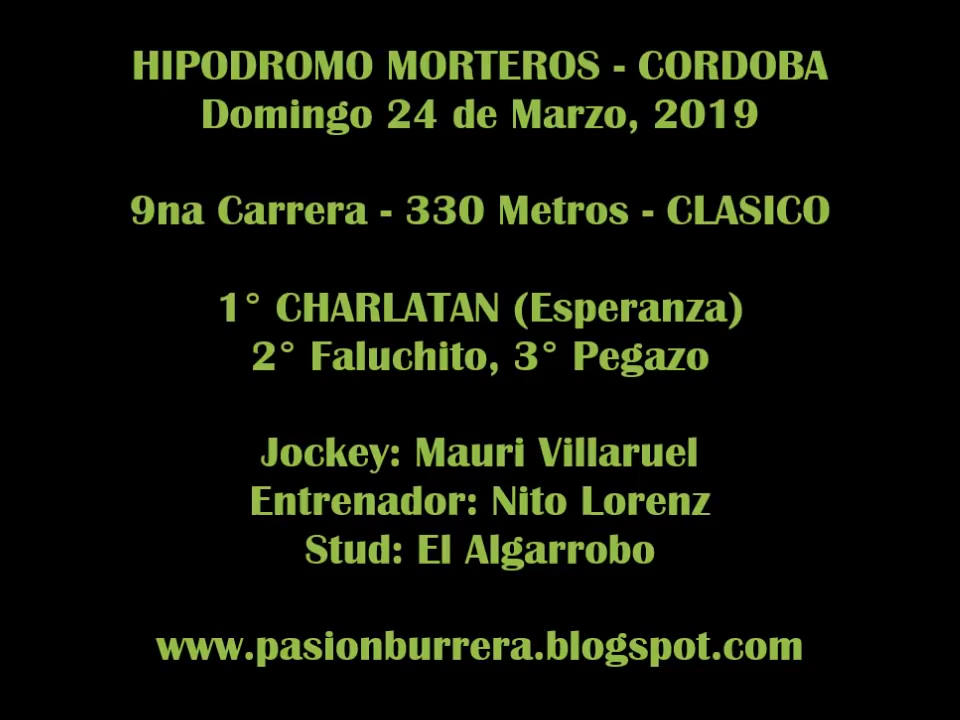 HIPODROMO MORTEROS - CORDOBA
Domingo 24 de Marzo, 2019
9na Carrera - 330 Metros - CLASICO
1° CHARLATAN (Esperanza)
2° Faluchito, 3° Pegazo
Jockey: Mauri Villaruel
Entrenador: Nito Lorenz
Stud: El Algarrobo
www.pasionburrera.blogspot.com